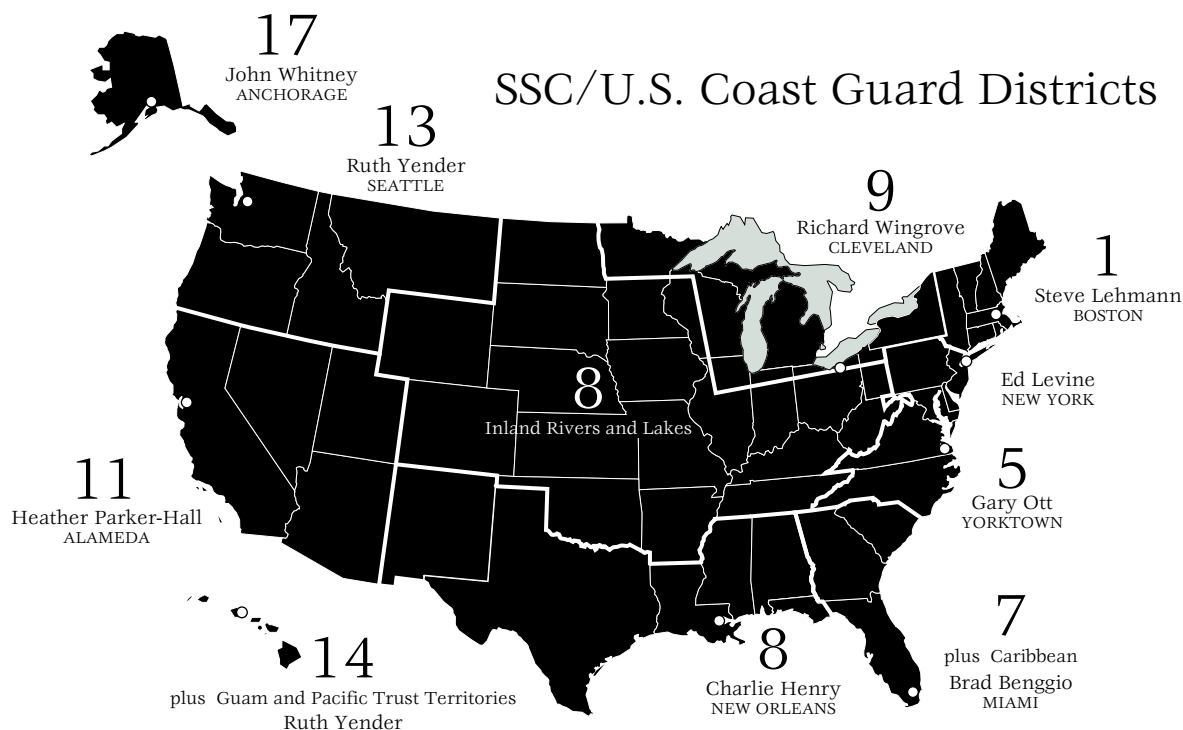 17
John Whitney
ANCHORAGE
SSC/U.S. Coast Guard Districts
13
Ruth Yender
SEATTLE
9
Richard Wingrove
CLEVELAND
1
Steve Lehmann
BOSTON
Ed Levine
NEW YORK
8
Inland Rivers and Lakes
5
Gary Ott
YORKTOWN
11
Heather Parker-Hall
ALAMEDA
7
plus Caribbean
Brad Benggio
MIAMI
8
Charlie Henry
NEW ORLEANS
14
plus Guam and Pacific Trust Territories
Ruth Yender